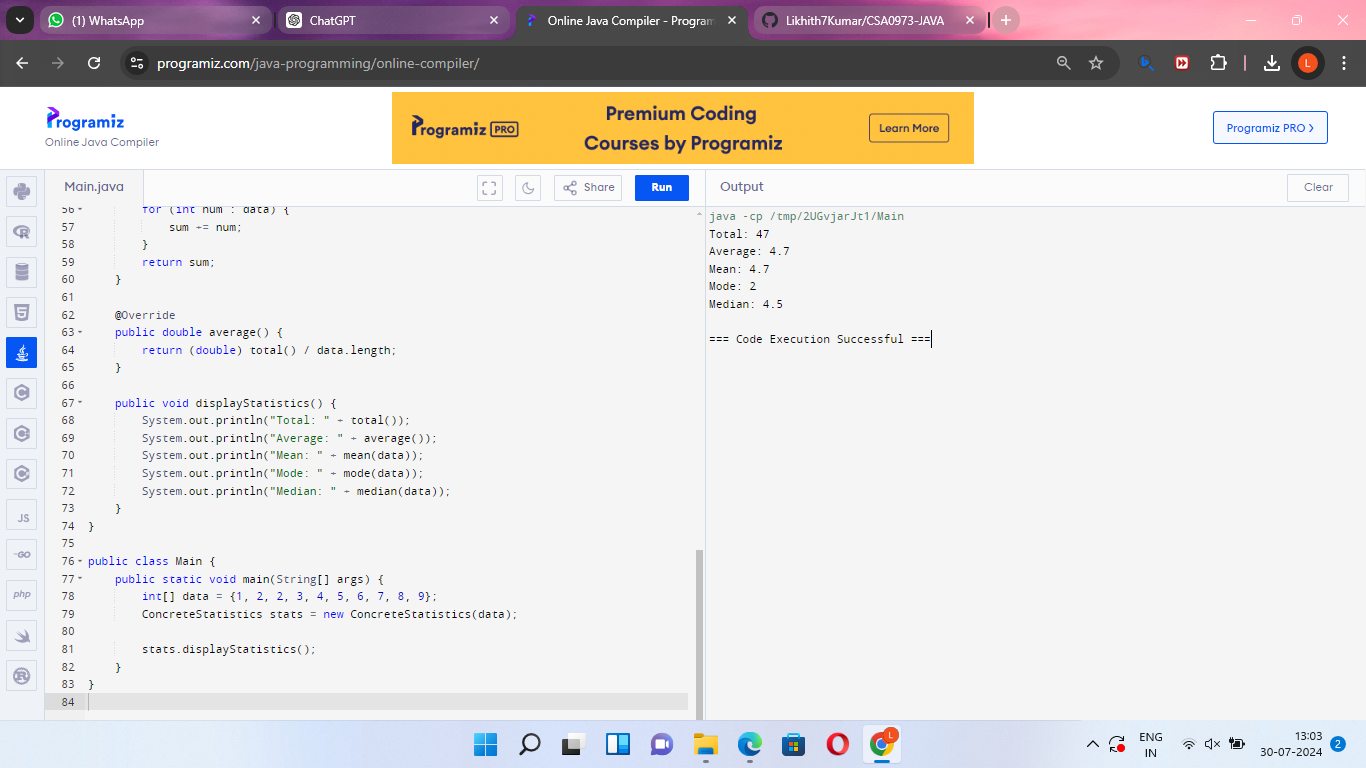 (1) WhatsApp
ChatGPT
Online Java Compiler - Program
Likhith7Kumar/CSA0973-JAVA
programiz.com/java-programming/online-compiler/
L
Programiz
Online Java Compiler
Programiz PRO
Premium Coding
Courses by Programiz
Learn More
Programiz PRO >
Main.java
Share
Run
Output
Clear
56 for (int num : data) {
57 sum += num;
58 }
59 return sum;
60 }
61
62 @Override
63 public double average() {
64 return (double) total() / data.length;
65 }
66
67 public void displayStatistics() {
68 System.out.println("Total: " + total());
69 System.out.println("Average: " + average());
70 System.out.println("Mean: " + mean(data));
71 System.out.println("Mode: " + mode(data));
72 System.out.println("Median: " + median(data));
73 }
74 }
75
76 public class Main {
77 public static void main(String[] args) {
78 int[] data = {1, 2, 2, 3, 4, 5, 6, 7, 8, 9};
79 ConcreteStatistics stats = new ConcreteStatistics(data);
80
81 stats.displayStatistics();
82 }
83 }
84
java -cp /tmp/2UGvjarJt1/Main
Total: 47
Average: 4.7
Mean: 4.7
Mode: 2
Median: 4.5
=== Code Execution Successful ===
R
5
C
C
C
JS
GO
php
L
ENG
IN
13:03
30-07-2024
2